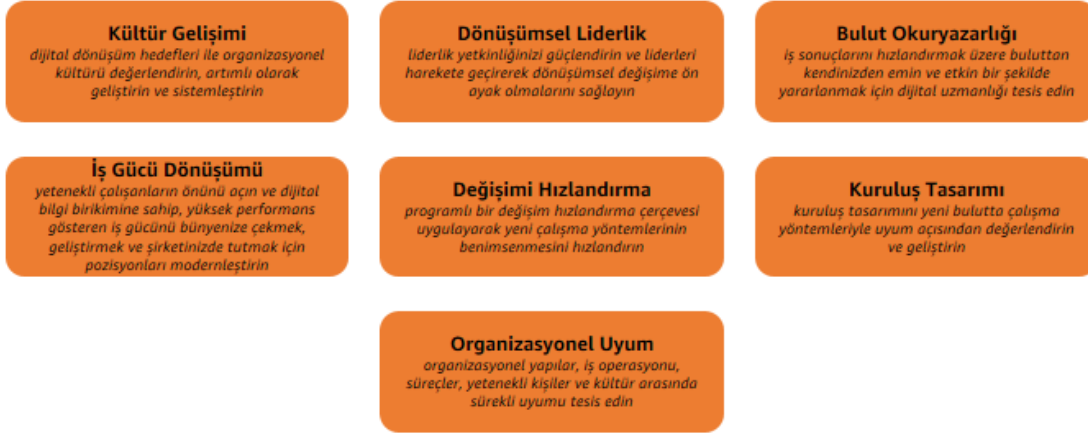 Kültür Gelişimi
dijital dönüşüm hedefleri ile organizasyonel
kültürü değerlendirin, artımlı olarak
geliştirin ve sistemleştirin
Dönüşümsel Liderlik
liderlik yetkinliğinizi güçlendirin ve liderleri
harekete geçirerek dönüşümsel değişime ön
ayak olmalarını sağlayın
Bulut Okuryazarlığı
iş sonuçlarını hızlandırmak üzere buluttan
kendinizden emin ve etkin bir şekilde
yararlanmak için dijital uzmanlığı tesis edin
İş Gücü Dönüşümü
yetenekli çalışanların önünü açın ve dijital
bilgi birikimine sahip, yüksek performans
gösteren iş gücünü bünyenize çekmek,
geliştirmek ve şirketinizde tutmak için
pozisyonları modernleştirin
Değişimi Hızlandırma
programlı bir değişim hızlandırma çerçevesi
uygulayarak yeni çalışma yöntemlerinin
benimsenmesini hızlandırın
Kuruluş Tasarımı
kuruluş tasarımını yeni bulutta çalışma
yöntemleriyle uyum açısından değerlendirin
ve geliştirin
Organizasyonel Uyum
organizasyonel yapılar, iş operasyonu,
süreçler, yetenekli kişiler ve kültür arasında
sürekli uyumu tesis edin